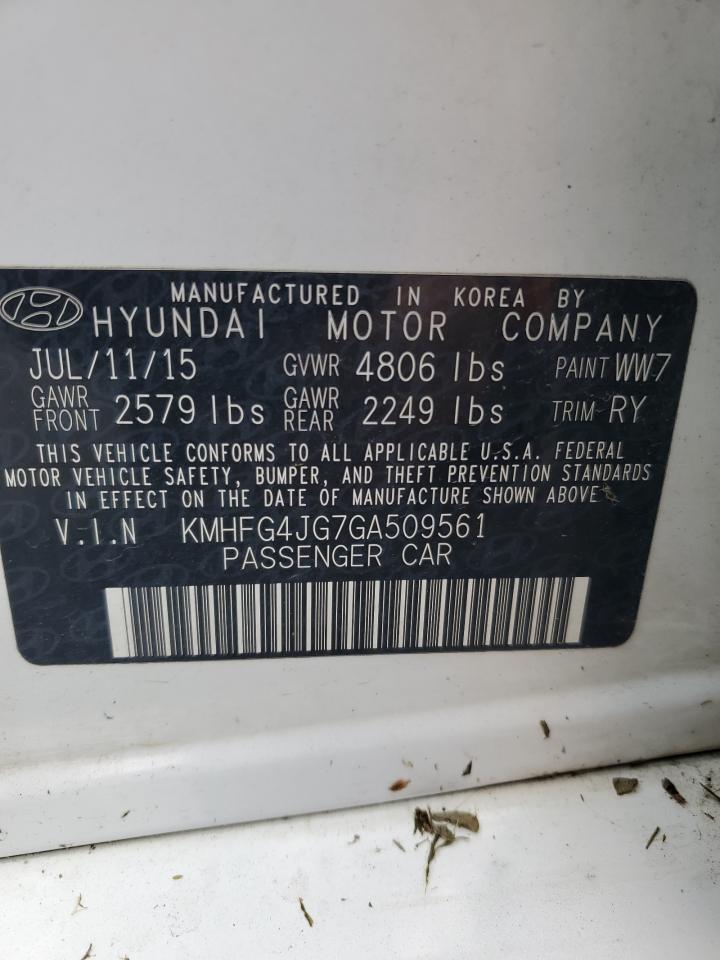 MANUFACTURED IN KOREA BY
HYUNDAI MOTOR COMPANY
JUL/11/15 GVWR 4806 lbs PAINT WW7
GAWR FRONT 2579 lbs GAWR REAR 2249 lbs TRIM RY
THIS VEHICLE CONFORMS TO ALL APPLICABLE U.S.A. FEDERAL
MOTOR VEHICLE SAFETY, BUMPER, AND THEFT PREVENTION STANDARDS
IN EFFECT ON THE DATE OF MANUFACTURE SHOWN ABOVE
V.I.N KMHFG4JG7GA509561
PASSENGER CAR